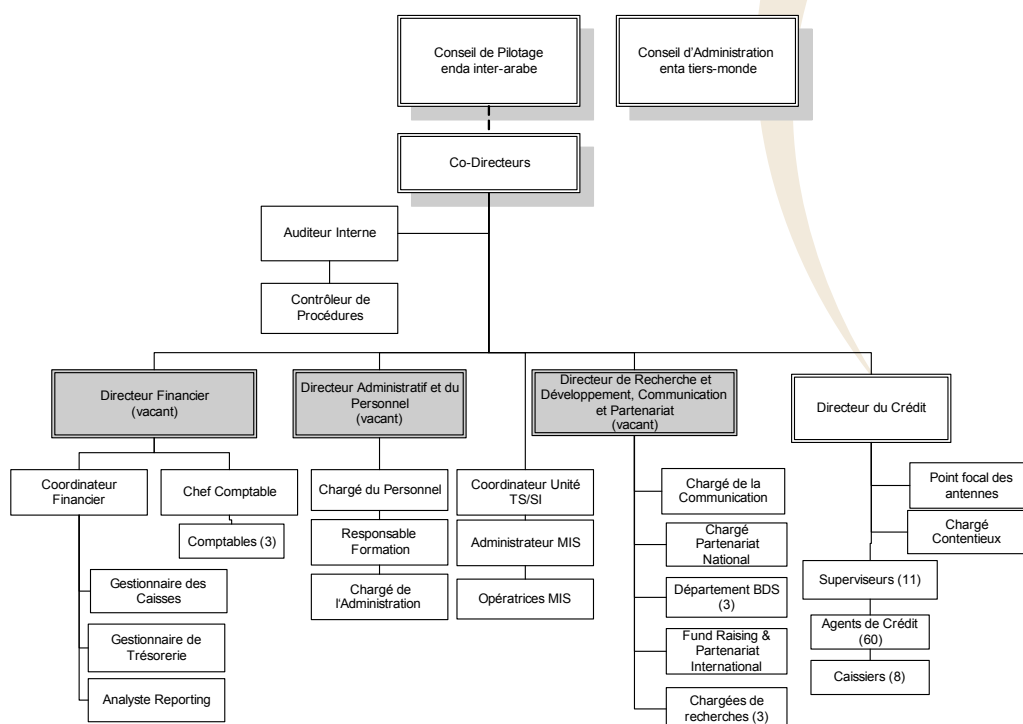 Conseil de Pilotage
enda inter-arabe
Conseil d'Administration
enta tiers-monde
Co-Directeurs
Auditeur Interne
Contrôleur de
Procédures
Directeur Financier
(vacant)
Directeur Administratif et du
Personnel
(vacant)
Directeur de Recherche et
Développement, Communication
et Partenariat
(vacant)
Directeur du Crédit
Coordinateur
Financier
Chef Comptable
Comptables (3)
Gestionnaire des
Caisses
Gestionnaire de
Trésorerie
Analyste Reporting
Chargé du Personnel
Responsable
Formation
Chargé de
l'Administration
Coordinateur Unité
TS/SI
Administrateur MIS
Opératrices MIS
Chargé de la
Communication
Chargé
Partenariat
National
Département BDS
(3)
Fund Raising &
Partenariat
International
Chargées de
recherches (3)
Point focal des
antennes
Chargé
Contentieux
Superviseurs (11)
Agents de Crédit
(60)
Caissiers (8)